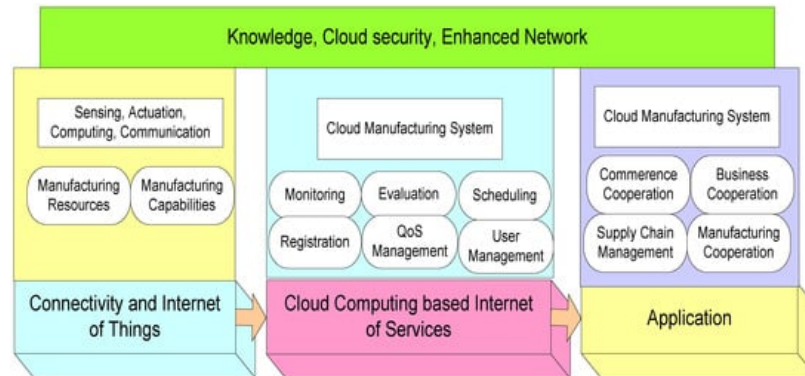 Knowledge, Cloud security, Enhanced Network
Sensing, Actuation,
Computing, Communication
Manufacturing
Resources
Manufacturing
Capabilities
Connectivity and Internet
of Things
Cloud Manufacturing System
Monitoring
Evaluation
Scheduling
Registration
QoS
Management
User
Management
Cloud Computing based Internet
of Services
Cloud Manufacturing System
Commerence
Cooperation
Business
Cooperation
Supply Chain
Management
Manufacturing
Cooperation
Application